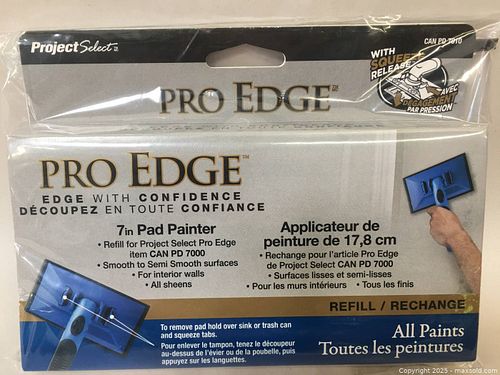 ProjectSelect
CAN PD 7010
WITH
SQUEEZE
RELEASE
AVEC
DÉGAGEMENT
PAR PRESSION
PRO EDGE
PRO EDGE™
EDGE WITH CONFIDENCE
DÉCOUPEZ EN TOUTE CONFIANCE
7in Pad Painter
• Refill for Project Select Pro Edge
item CAN PD 7000
• Smooth to Semi Smooth surfaces
• For interior walls
• All sheens
Applicateur de
peinture de 17,8 cm
• Rechange pour l'article Pro Edge
de Project Select CAN PD 7000
• Surfaces lisses et semi-lisses
• Pour les murs intérieurs • Tous les finis
REFILL / RECHANGE
To remove pad hold over sink or trash can
and squeeze tabs.
Pour enlever le tampon, tenez le découpeur
au-dessus de l'évier ou de la poubelle, puis
appuyez sur les languettes.
All Paints
Toutes les peintures
Copyright 2025 - maxsold.com